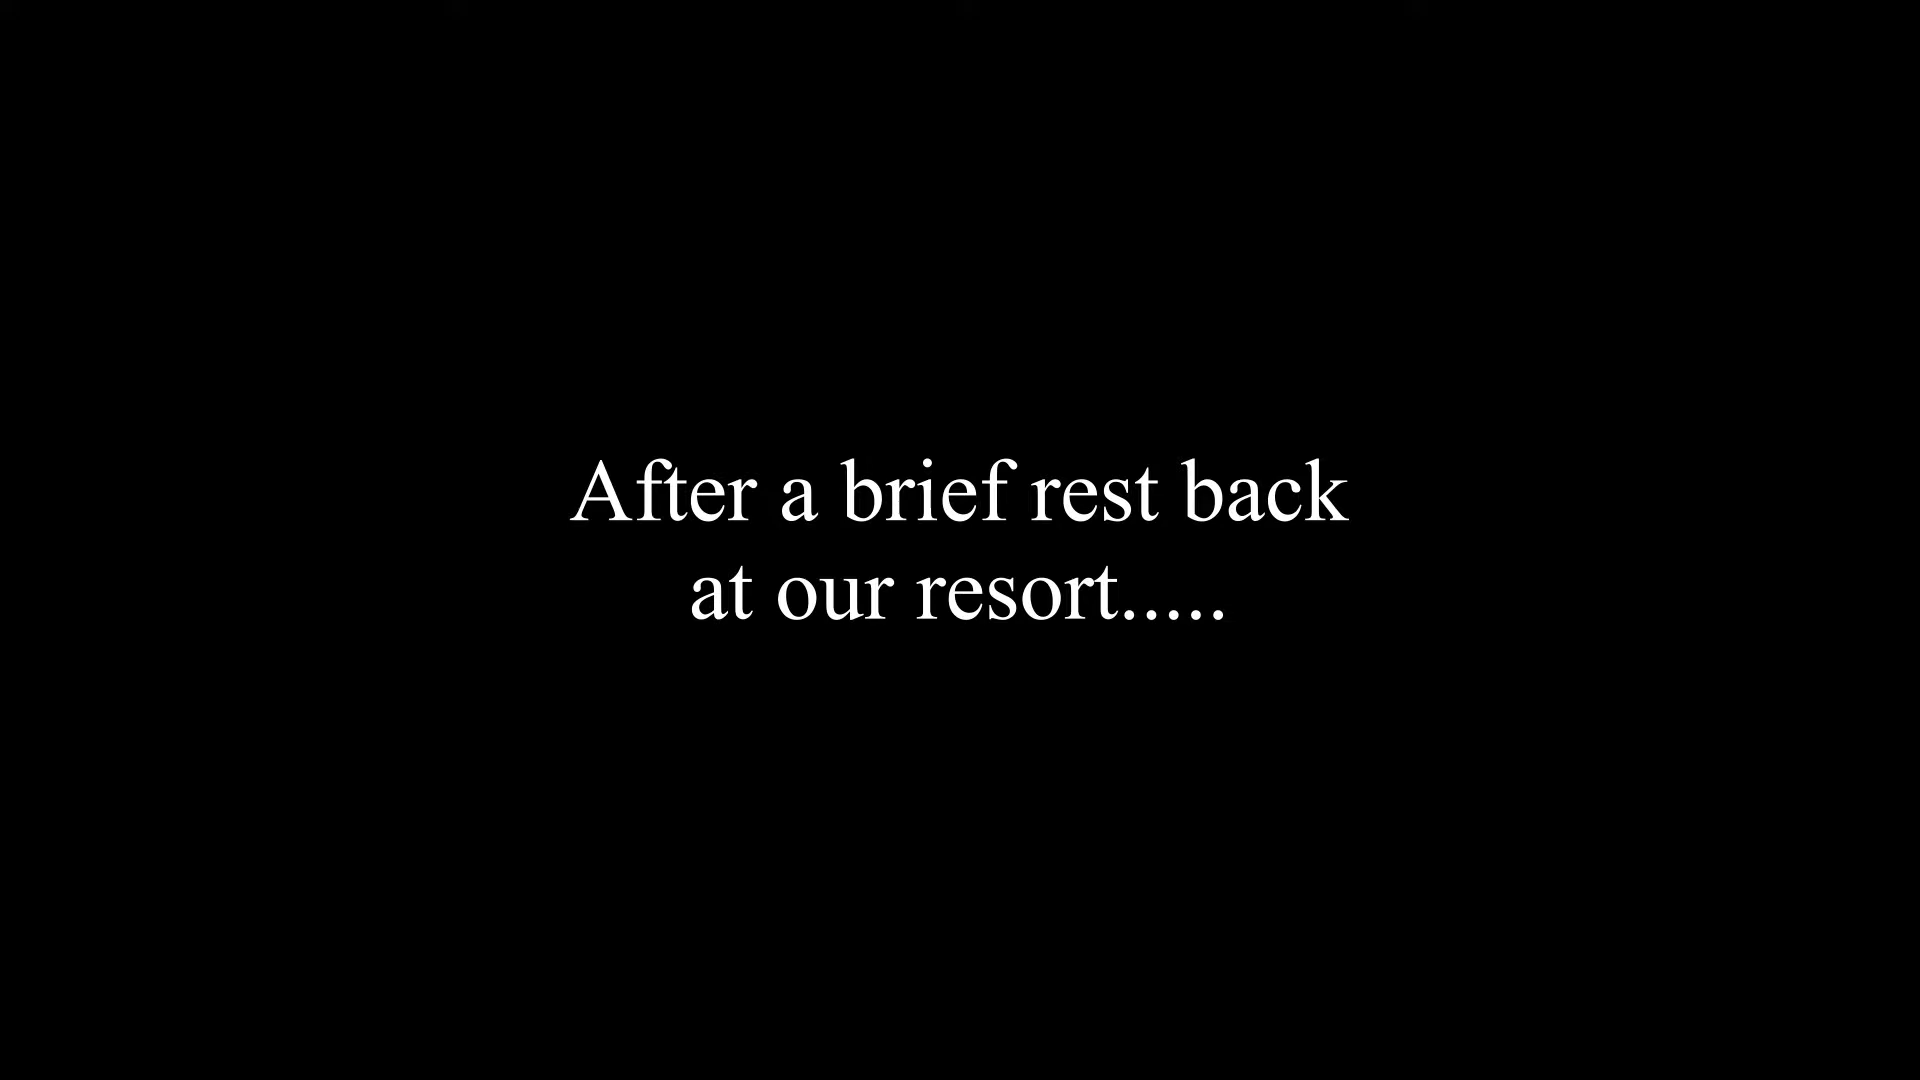 After a brief rest back
at our resort.....